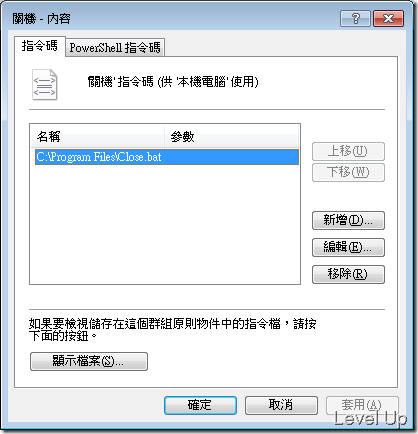 關機 - 內容
指令碼
PowerShell 指令碼
'關機' 指令碼 (供 '本機電腦' 使用)
名稱
參數
C:\Program Files\Close.bat
上移(U)
下移(W)
新增(D)...
編輯(E)...
移除(R)
如果要檢視儲存在這個群組原則物件中的指令檔，請按
下面的按鈕。
顯示檔案(S)...
確定
取消
套用(A)
Level Up